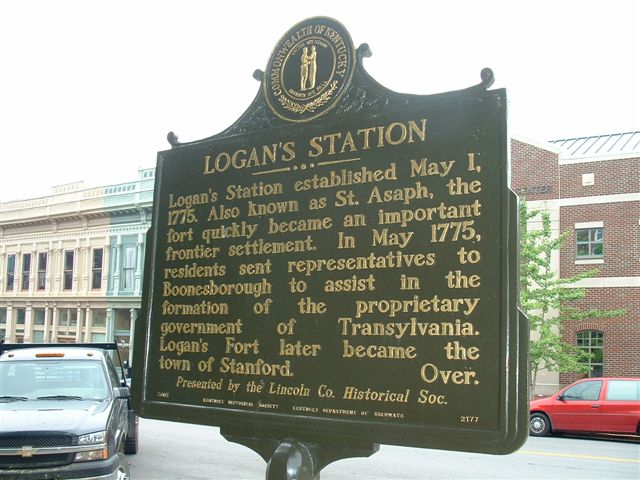 COMMONWEALTH OF KENTUCKY
LOGAN'S STATION
Logan's Station established May 1,
1775. Also known as St. Asaph, the
fort quickly became an important
frontier settlement. In May 1775,
residents sent representatives to
Boonesborough to assist in the
formation of the proprietary
government of Transylvania.
Logan's Fort later became the
town of Stanford. Over.
Presented by the Lincoln Co. Historical Soc.
KENTUCKY HISTORICAL SOCIETY KENTUCKY DEPARTMENT OF HIGHWAYS
2177